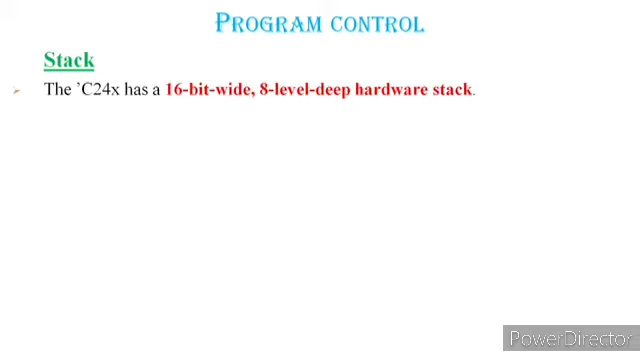 PROGRAM CONTROL
Stack
➢ The ’C24x has a 16-bit-wide, 8-level-deep hardware stack.
PowerDirector